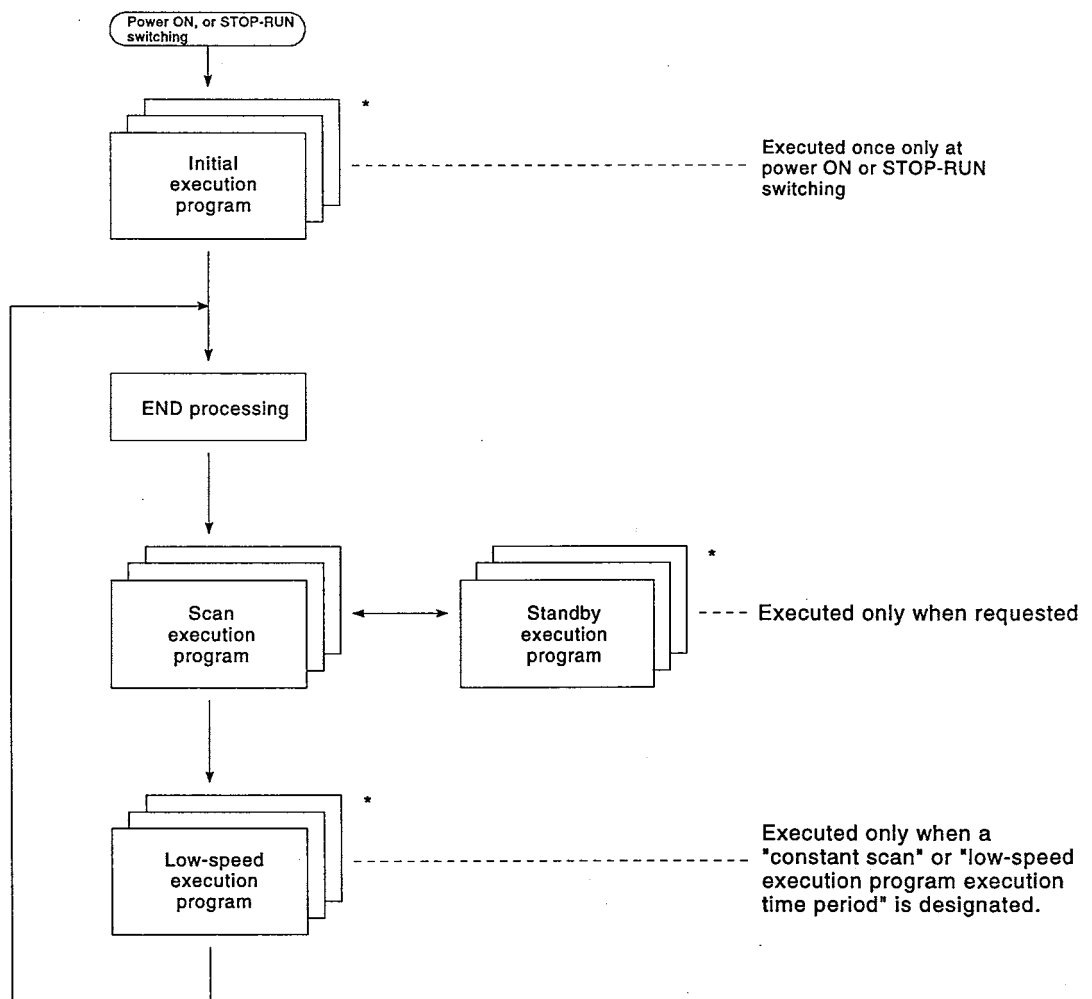 Power ON, or STOP-RUN
switching
*
Initial
execution
program
Executed once only at
power ON or STOP-RUN
switching
END processing
Scan
execution
program
*
Standby
execution
program
Executed only when requested
*
Low-speed
execution
program
Executed only when a
"constant scan" or "low-speed
execution program execution
time period" is designated.